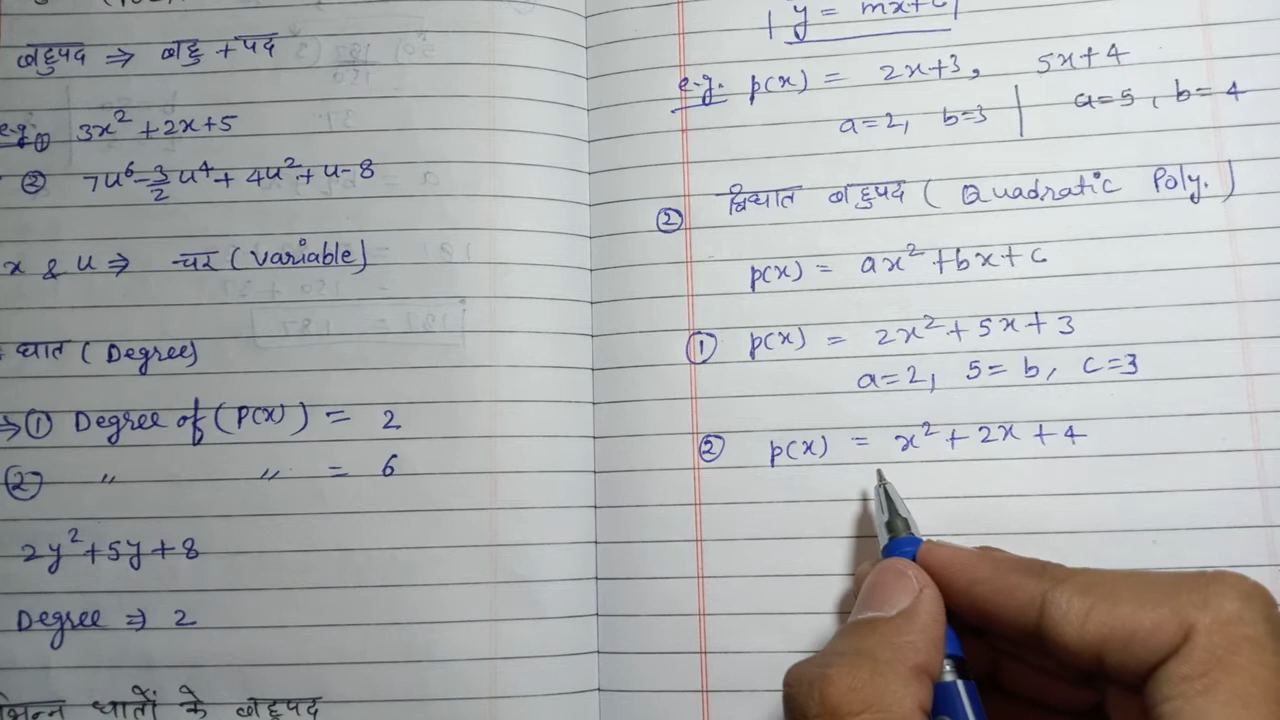 बहुपद ⇒ बहु + पद
e.g. ① 3x² + 2x + 5
② 7u⁶ - 3/2 u⁴ + 4u² + u - 8
x & u ⇒ चर (variable)
घात (Degree)
⇒ ① Degree of (P(x)) = 2
② " " = 6
2y² + 5y + 8
Degree ⇒ 2
भिन्न घातों के बहुपद
y = mx + c
e.g. p(x) = 2x+3, 5x+4
a=2, b=3 | a=5, b=4
② द्विघात बहुपद (Quadratic Poly.)
p(x) = ax² + bx + c
① p(x) = 2x² + 5x + 3
a=2, 5=b, c=3
② p(x) = x² + 2x + 4